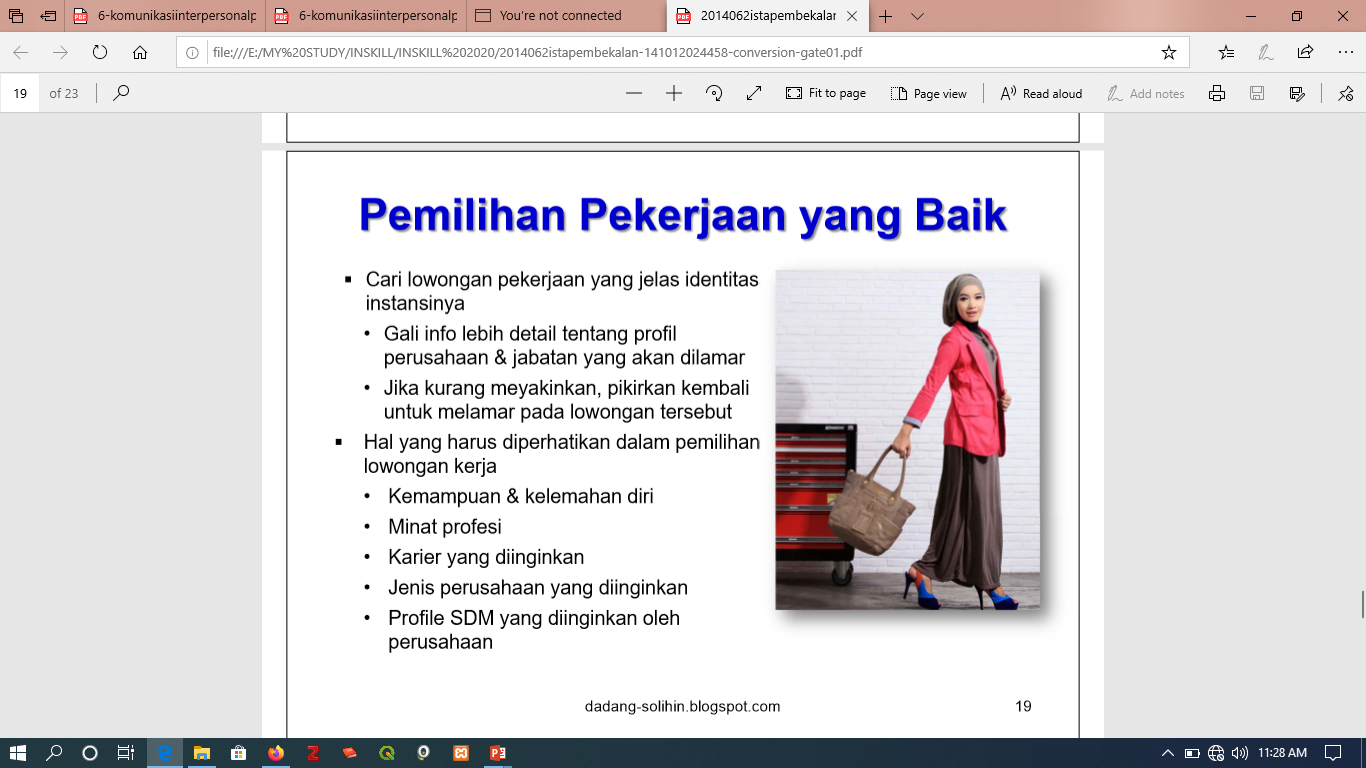 6-komunikasiinterpersonalp
6-komunikasiinterpersonalp
You're not connected
2014062istapembekalan
file:///E:/MY%20STUDY/INSKILL/INSKILL%202020/2014062istapembekalan-141012024458-conversion-gate01.pdf
19 of 23
Fit to page
Page view
Read aloud
Add notes
Pemilihan Pekerjaan yang Baik
▪ Cari lowongan pekerjaan yang jelas identitas
instansinya
• Gali info lebih detail tentang profil
perusahaan & jabatan yang akan dilamar
• Jika kurang meyakinkan, pikirkan kembali
untuk melamar pada lowongan tersebut
▪ Hal yang harus diperhatikan dalam pemilihan
lowongan kerja
• Kemampuan & kelemahan diri
• Minat profesi
• Karier yang diinginkan
• Jenis perusahaan yang diinginkan
• Profile SDM yang diinginkan oleh
perusahaan
dadang-solihin.blogspot.com
19
11:28 AM